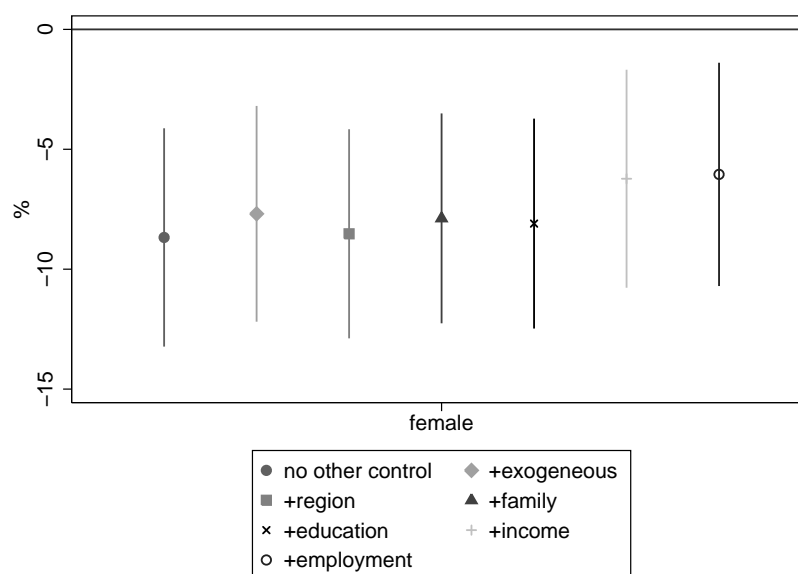 0
−5
−10
−15
%
female
no other control
+exogeneous
+region
+family
+education
+income
+employment